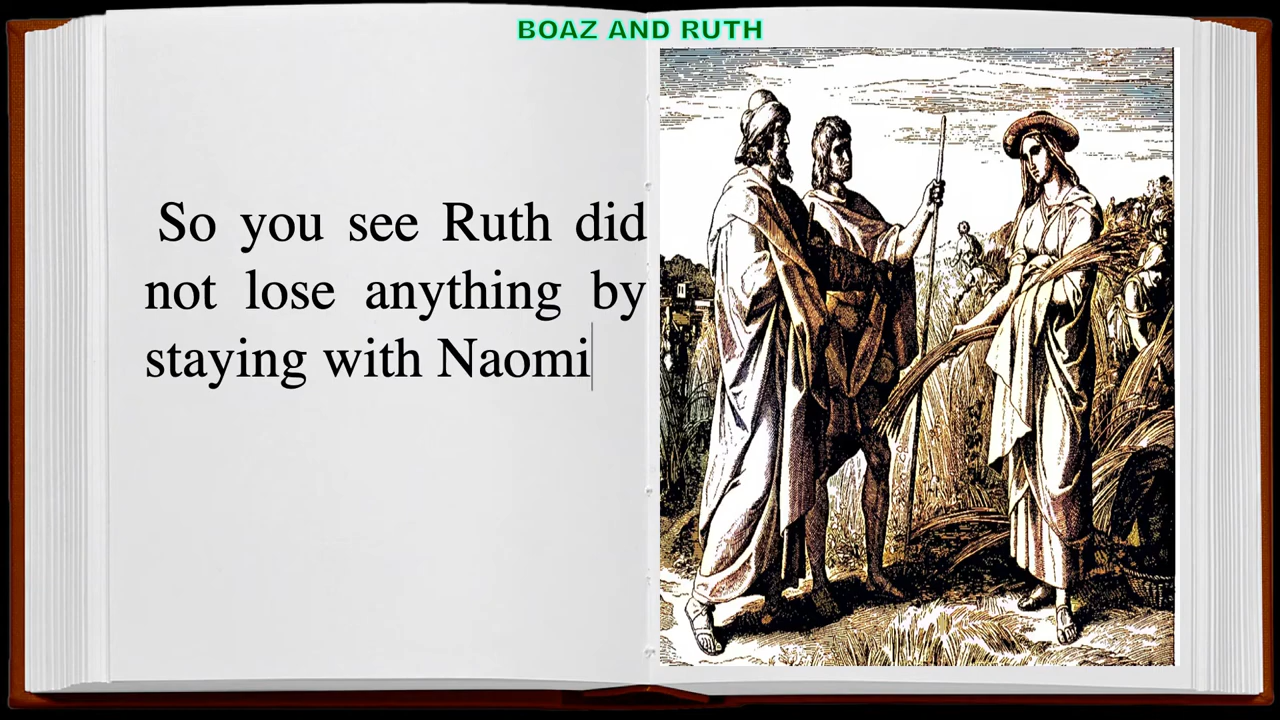 BOAZ AND RUTH
So you see Ruth did
not lose anything by
staying with Naomi